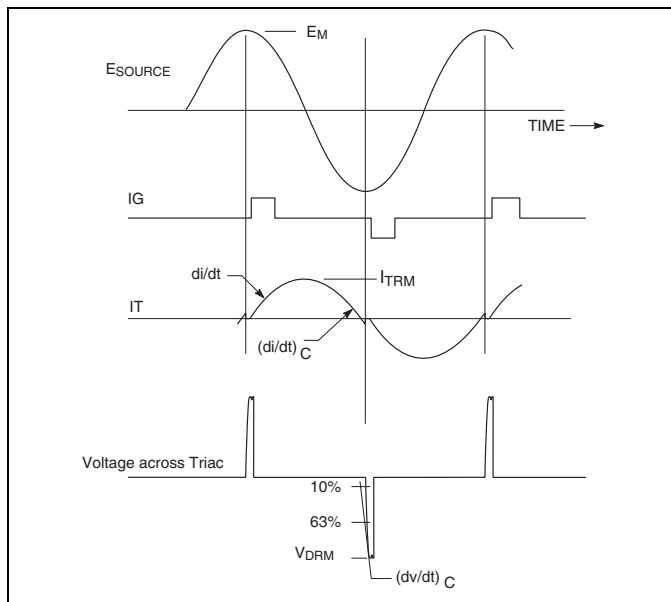 EM
ESOURCE
TIME
IG
di/dt
ITRM
IT
(di/dt) C
Voltage across Triac
10%
63%
VDRM
(dv/dt) C